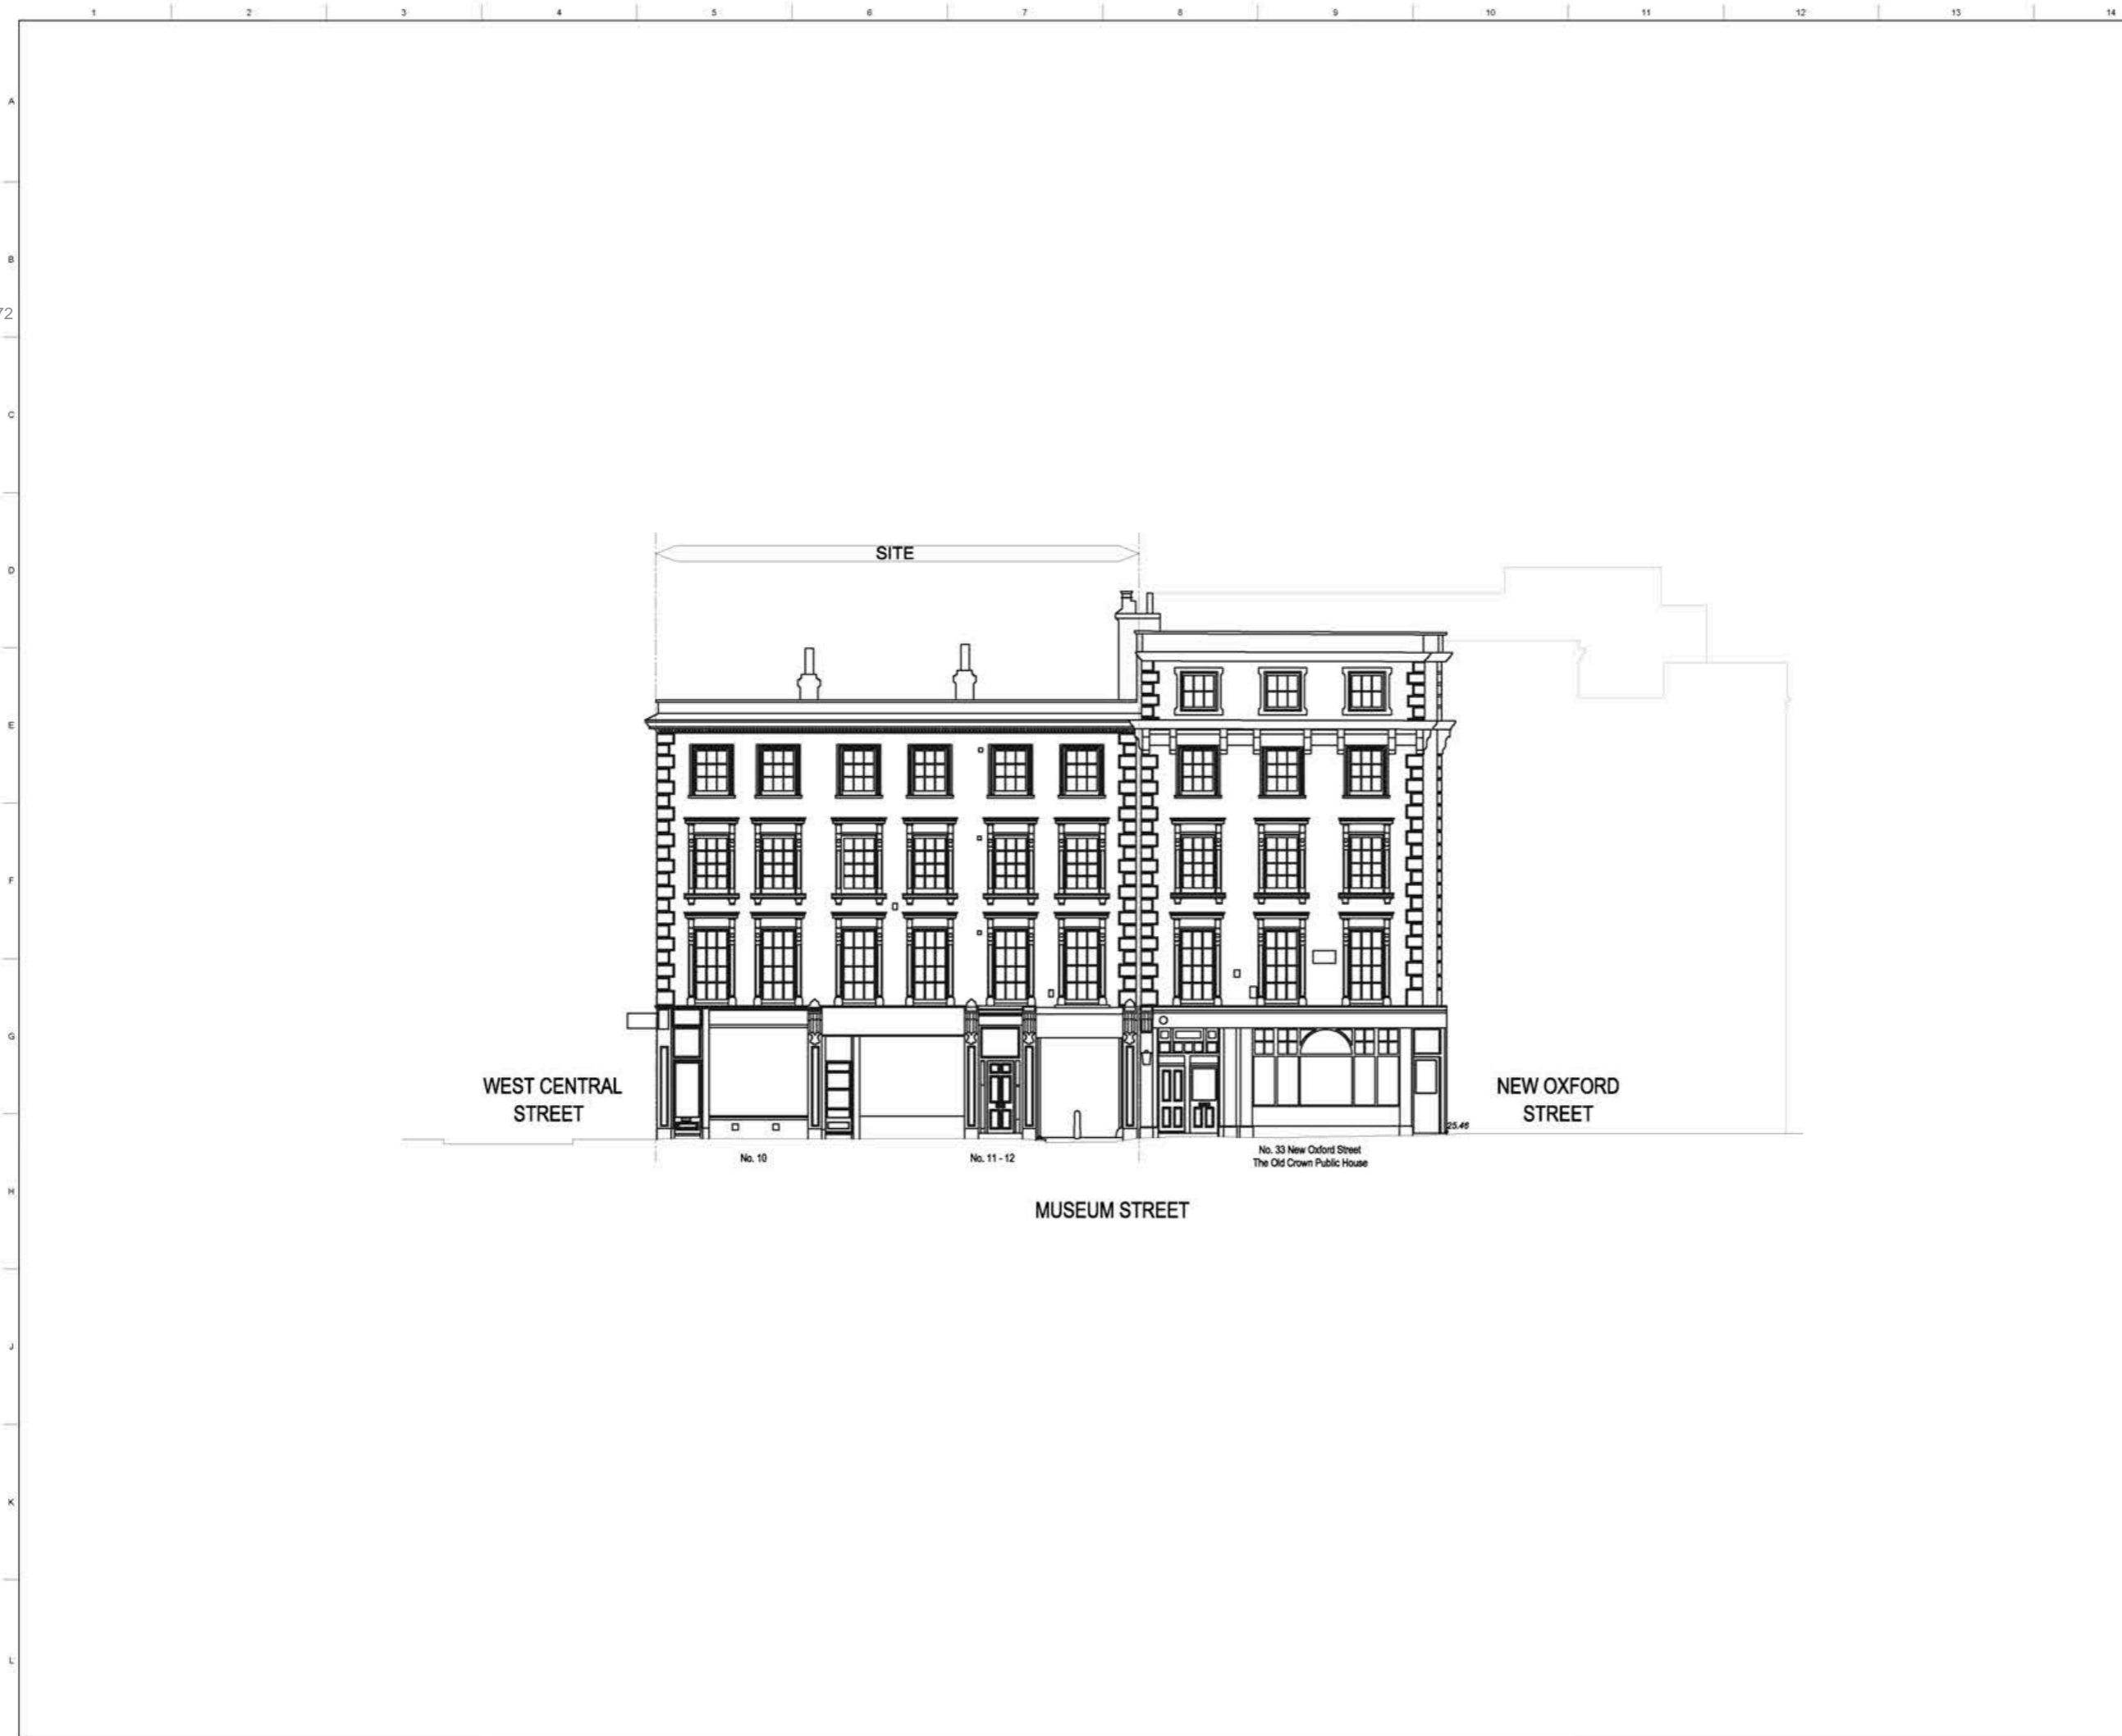 1 2 3 4 5 6 7 8 9 10 11 12 13 14
A
B
72
C
D
SITE
E
F
G
WEST CENTRAL
STREET
NEW OXFORD
STREET
25.46
No. 10
No. 11 - 12
No. 33 New Oxford Street
The Old Crown Public House
H
MUSEUM STREET
J
K
L